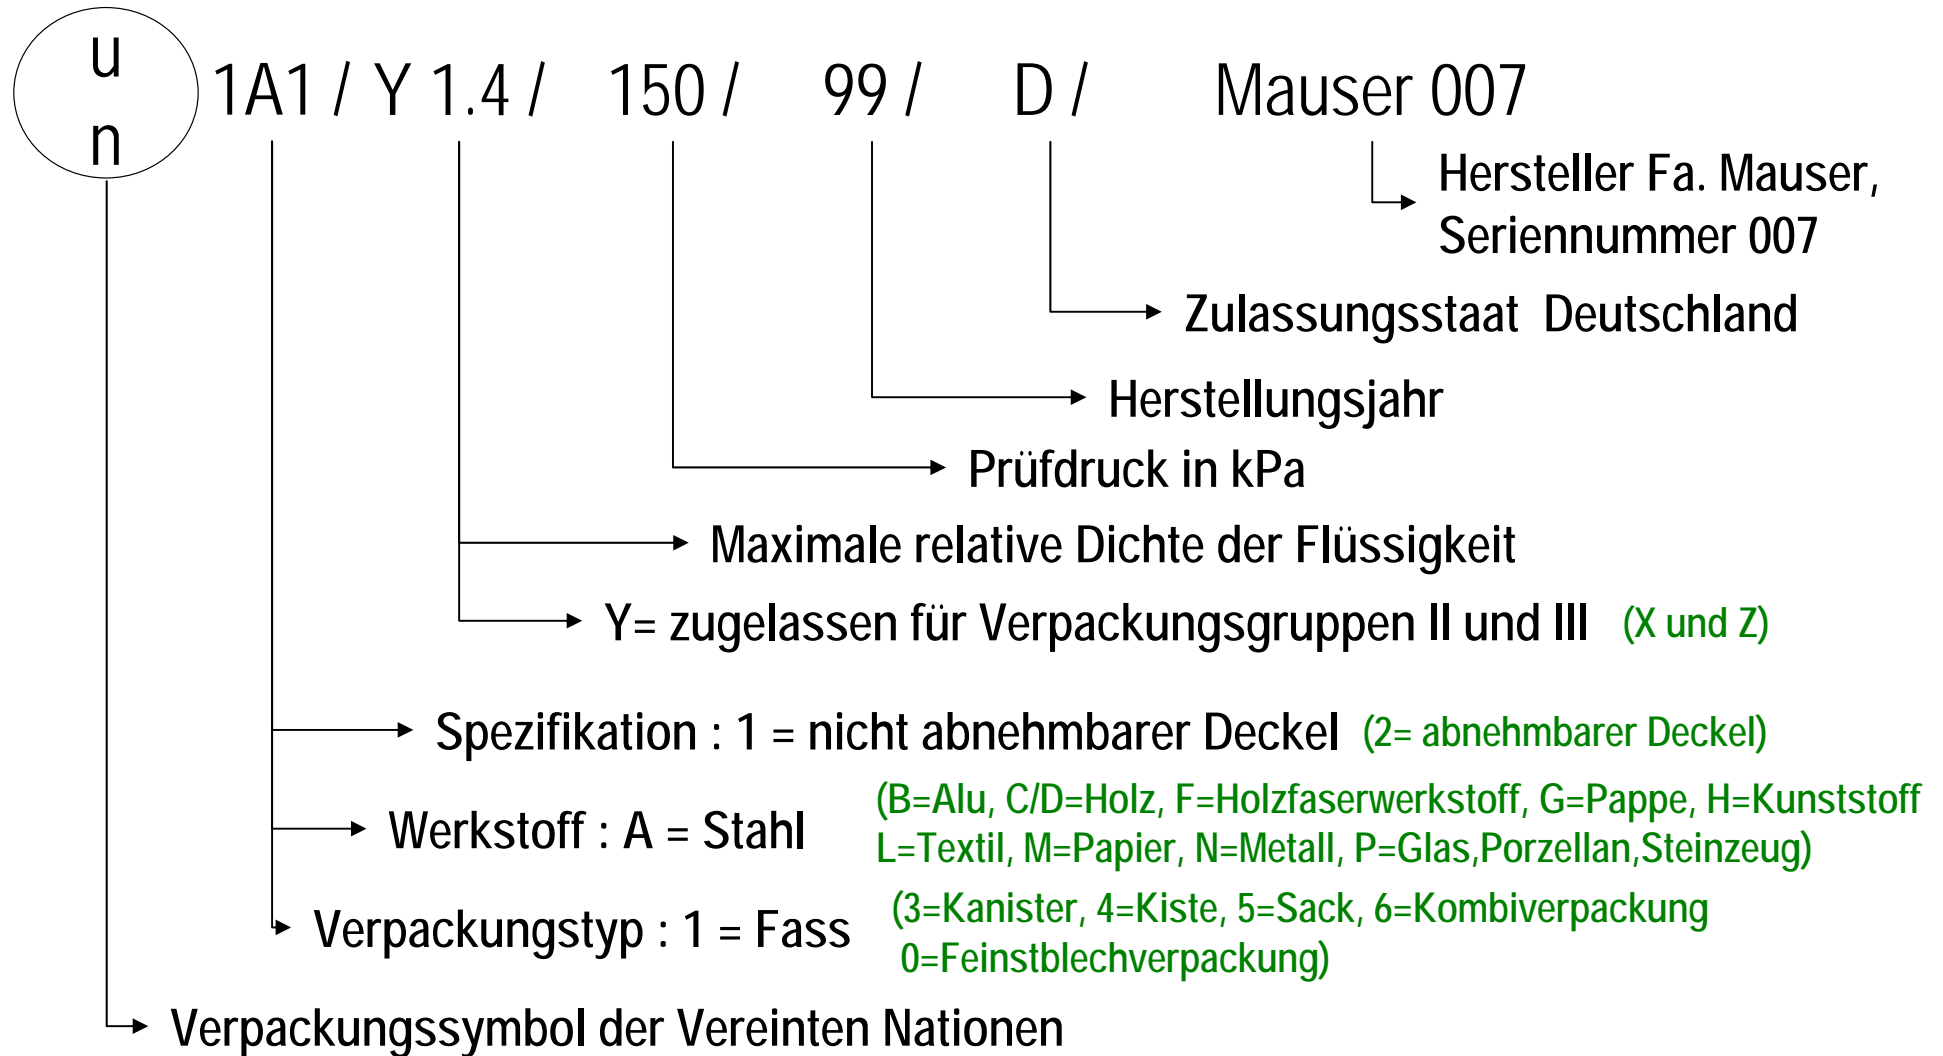 u
n
1A1 / Y 1.4 / 150 / 99 / D / Mauser 007
Hersteller Fa. Mauser,
Seriennummer 007
Zulassungsstaat Deutschland
Herstellungsjahr
Prüfdruck in kPa
Maximale relative Dichte der Flüssigkeit
Y= zugelassen für Verpackungsgruppen II und III (X und Z)
Spezifikation : 1 = nicht abnehmbarer Deckel (2= abnehmbarer Deckel)
Werkstoff : A = Stahl
(B=Alu, C/D=Holz, F=Holzfaserwerkstoff, G=Pappe, H=Kunststoff
L=Textil, M=Papier, N=Metall, P=Glas,Porzellan,Steinzeug)
Verpackungstyp : 1 = Fass
(3=Kanister, 4=Kiste, 5=Sack, 6=Kombiverpackung
0=Feinstblechverpackung)
Verpackungssymbol der Vereinten Nationen